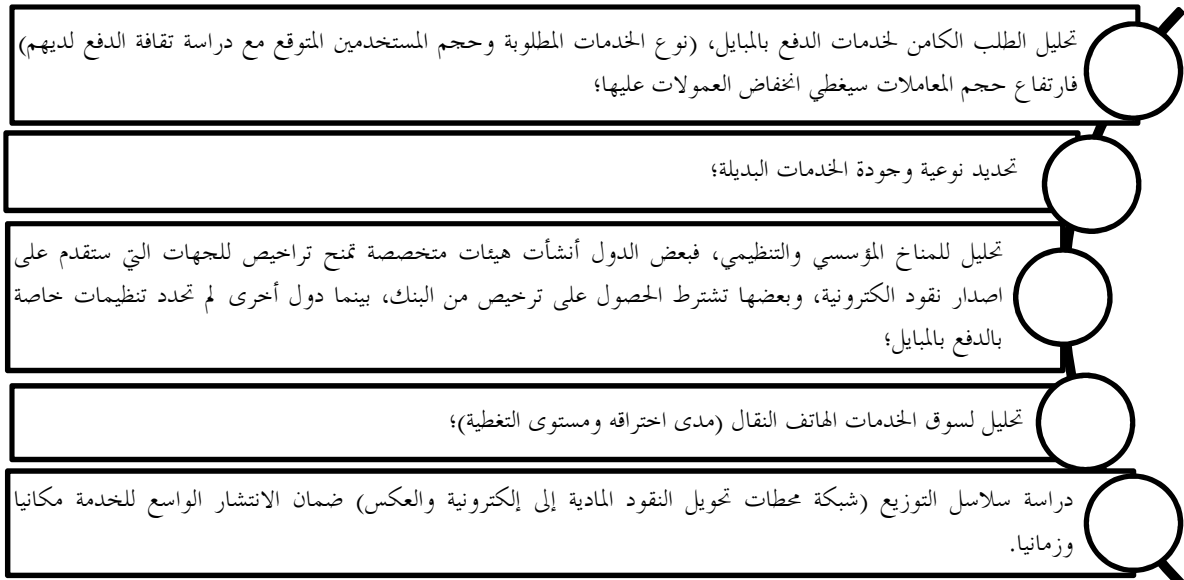 تحليل الطلب الكامن لخدمات الدفع بالمبايل، (نوع الخدمات المطلوبة وحجم المستخدمين المتوقع مع دراسة تقافة الدفع لديهم)
فارتفاع حجم المعاملات سيغطي انخفاض العمولات عليها؛
تحديد نوعية وجودة الخدمات البديلة؛
تحليل للمناخ المؤسسي والتنظيمي، فبعض الدول أنشأت هيئات متخصصة تمنح تراخيص للجهات التي ستقدم على
اصدار نقود الكترونية، وبعضها تشترط الحصول على ترخيص من البنك، بينما دول أخرى لم تحدد تنظيمات خاصة
بالدفع بالمبايل؛
تحليل لسوق الخدمات الهاتف النقال (مدى اختراقه ومستوى التغطية)؛
دراسة سلاسل التوزيع (شبكة محطات تحويل النقود المادية إلى إلكترونية والعكس) ضمان الانتشار الواسع للخدمة مكانيا
وزمانيا.